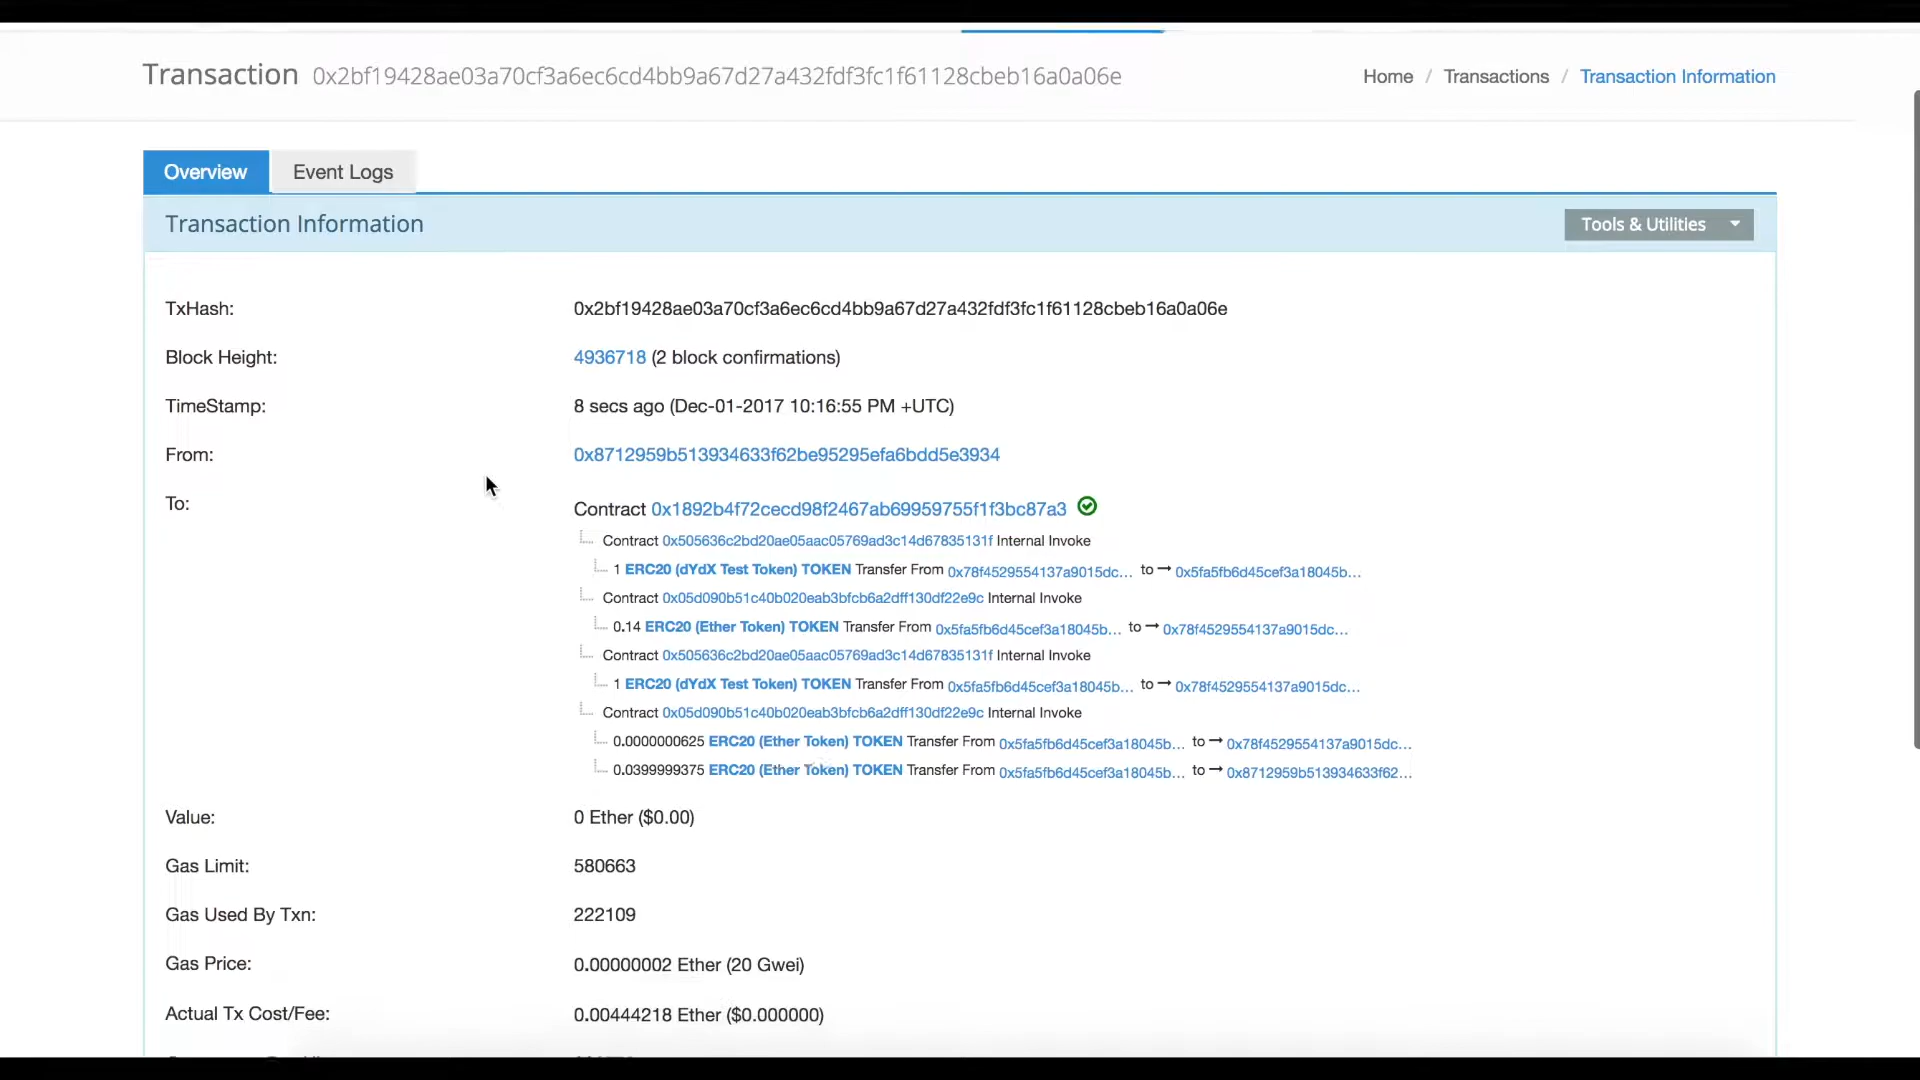 Transaction 0x2bf19428ae03a70cf3a6ec6cd4bb9a67d27a432fdf3fc1f61128cbeb16a0a06e
Home / Transactions / Transaction Information
Overview Event Logs
Transaction Information
Tools & Utilities
TxHash: 0x2bf19428ae03a70cf3a6ec6cd4bb9a67d27a432fdf3fc1f61128cbeb16a0a06e
Block Height: 4936718 (2 block confirmations)
TimeStamp: 8 secs ago (Dec-01-2017 10:16:55 PM +UTC)
From: 0x8712959b513934633f62be95295efa6bdd5e3934
To: Contract 0x1892b4f72cecd98f2467ab69959755f1f3bc87a3
Contract 0x505636c2bd20ae05aac05769ad3c14d67835131f Internal Invoke
1 ERC20 (dYdX Test Token) TOKEN Transfer From 0x78f4529554137a9015dc... to → 0x5fa5fb6d45cef3a18045b...
Contract 0x05d090b51c40b020eab3bfcb6a2dff130df22e9c Internal Invoke
0.14 ERC20 (Ether Token) TOKEN Transfer From 0x5fa5fb6d45cef3a18045b... to → 0x78f4529554137a9015dc...
Contract 0x505636c2bd20ae05aac05769ad3c14d67835131f Internal Invoke
1 ERC20 (dYdX Test Token) TOKEN Transfer From 0x5fa5fb6d45cef3a18045b... to → 0x78f4529554137a9015dc...
Contract 0x05d090b51c40b020eab3bfcb6a2dff130df22e9c Internal Invoke
0.0000000625 ERC20 (Ether Token) TOKEN Transfer From 0x5fa5fb6d45cef3a18045b... to → 0x78f4529554137a9015dc...
0.0399999375 ERC20 (Ether Token) TOKEN Transfer From 0x5fa5fb6d45cef3a18045b... to → 0x8712959b513934633f62...
Value: 0 Ether ($0.00)
Gas Limit: 580663
Gas Used By Txn: 222109
Gas Price: 0.00000002 Ether (20 Gwei)
Actual Tx Cost/Fee: 0.00444218 Ether ($0.000000)